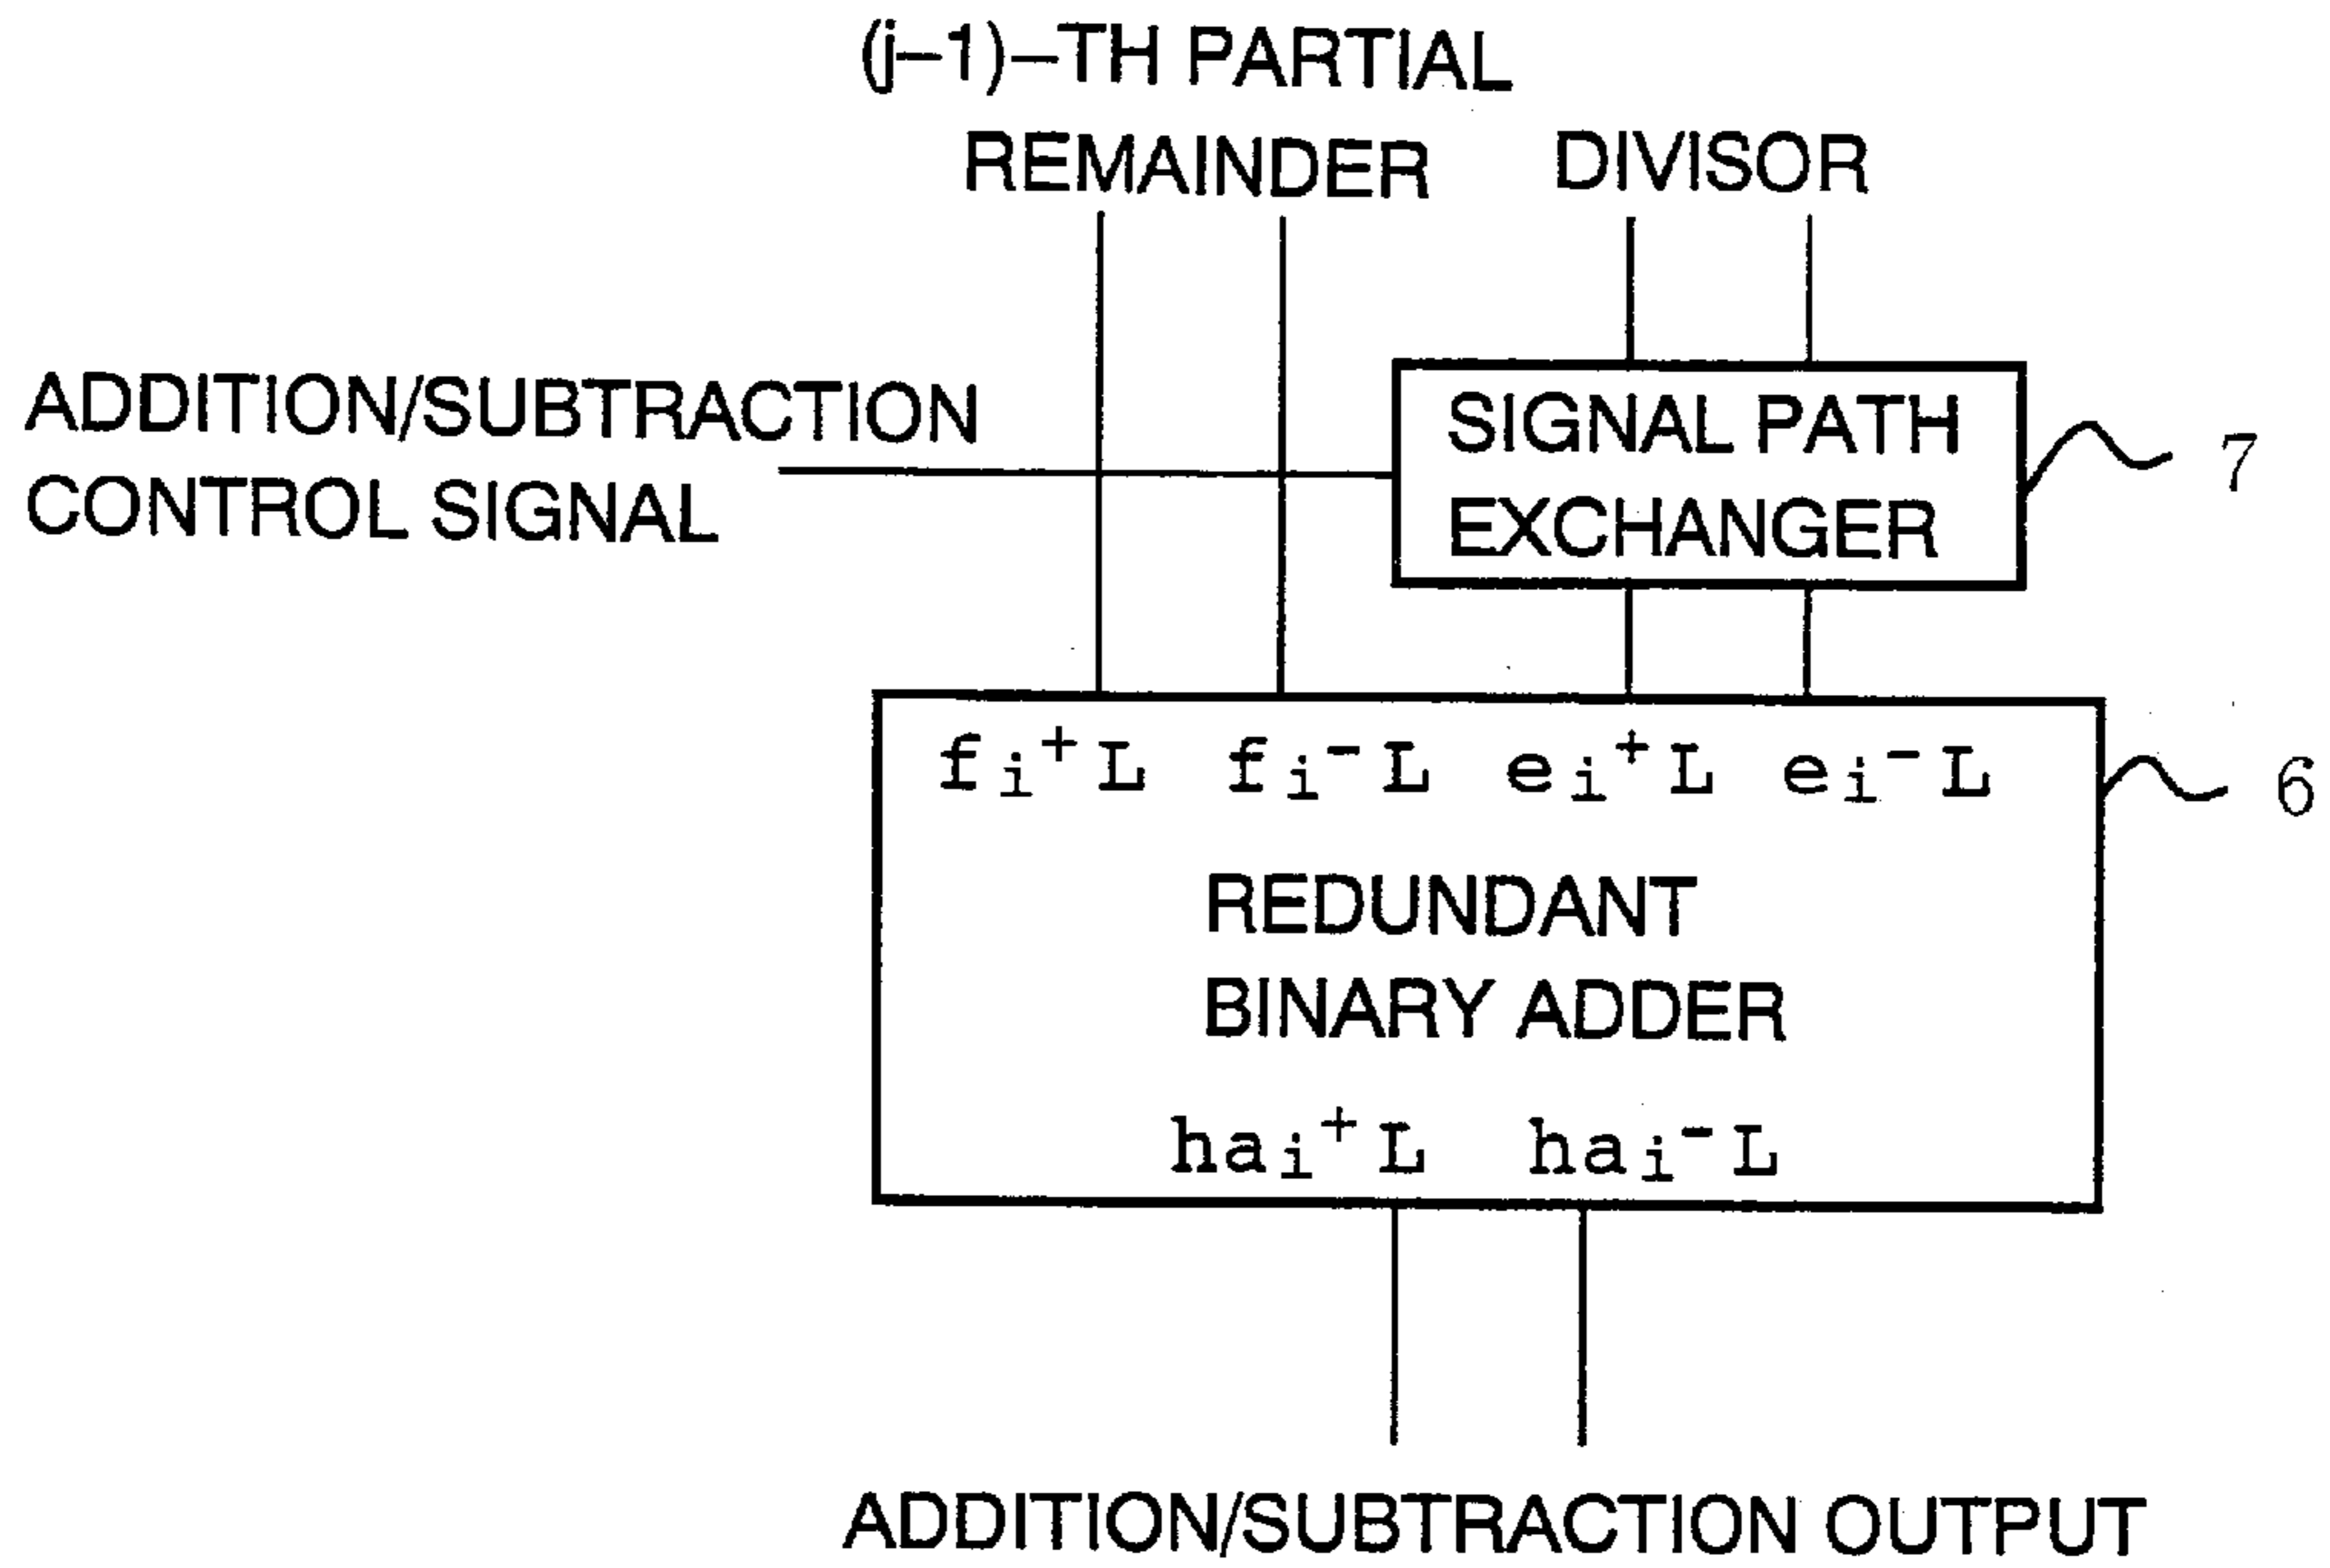 (j–1)–TH PARTIAL
REMAINDER
DIVISOR
ADDITION/SUBTRACTION
CONTROL SIGNAL
SIGNAL PATH
EXCHANGER
7
fi+L fi-L ei+L ei-L
6
REDUNDANT
BINARY ADDER
hai+L hai-L
ADDITION/SUBTRACTION OUTPUT